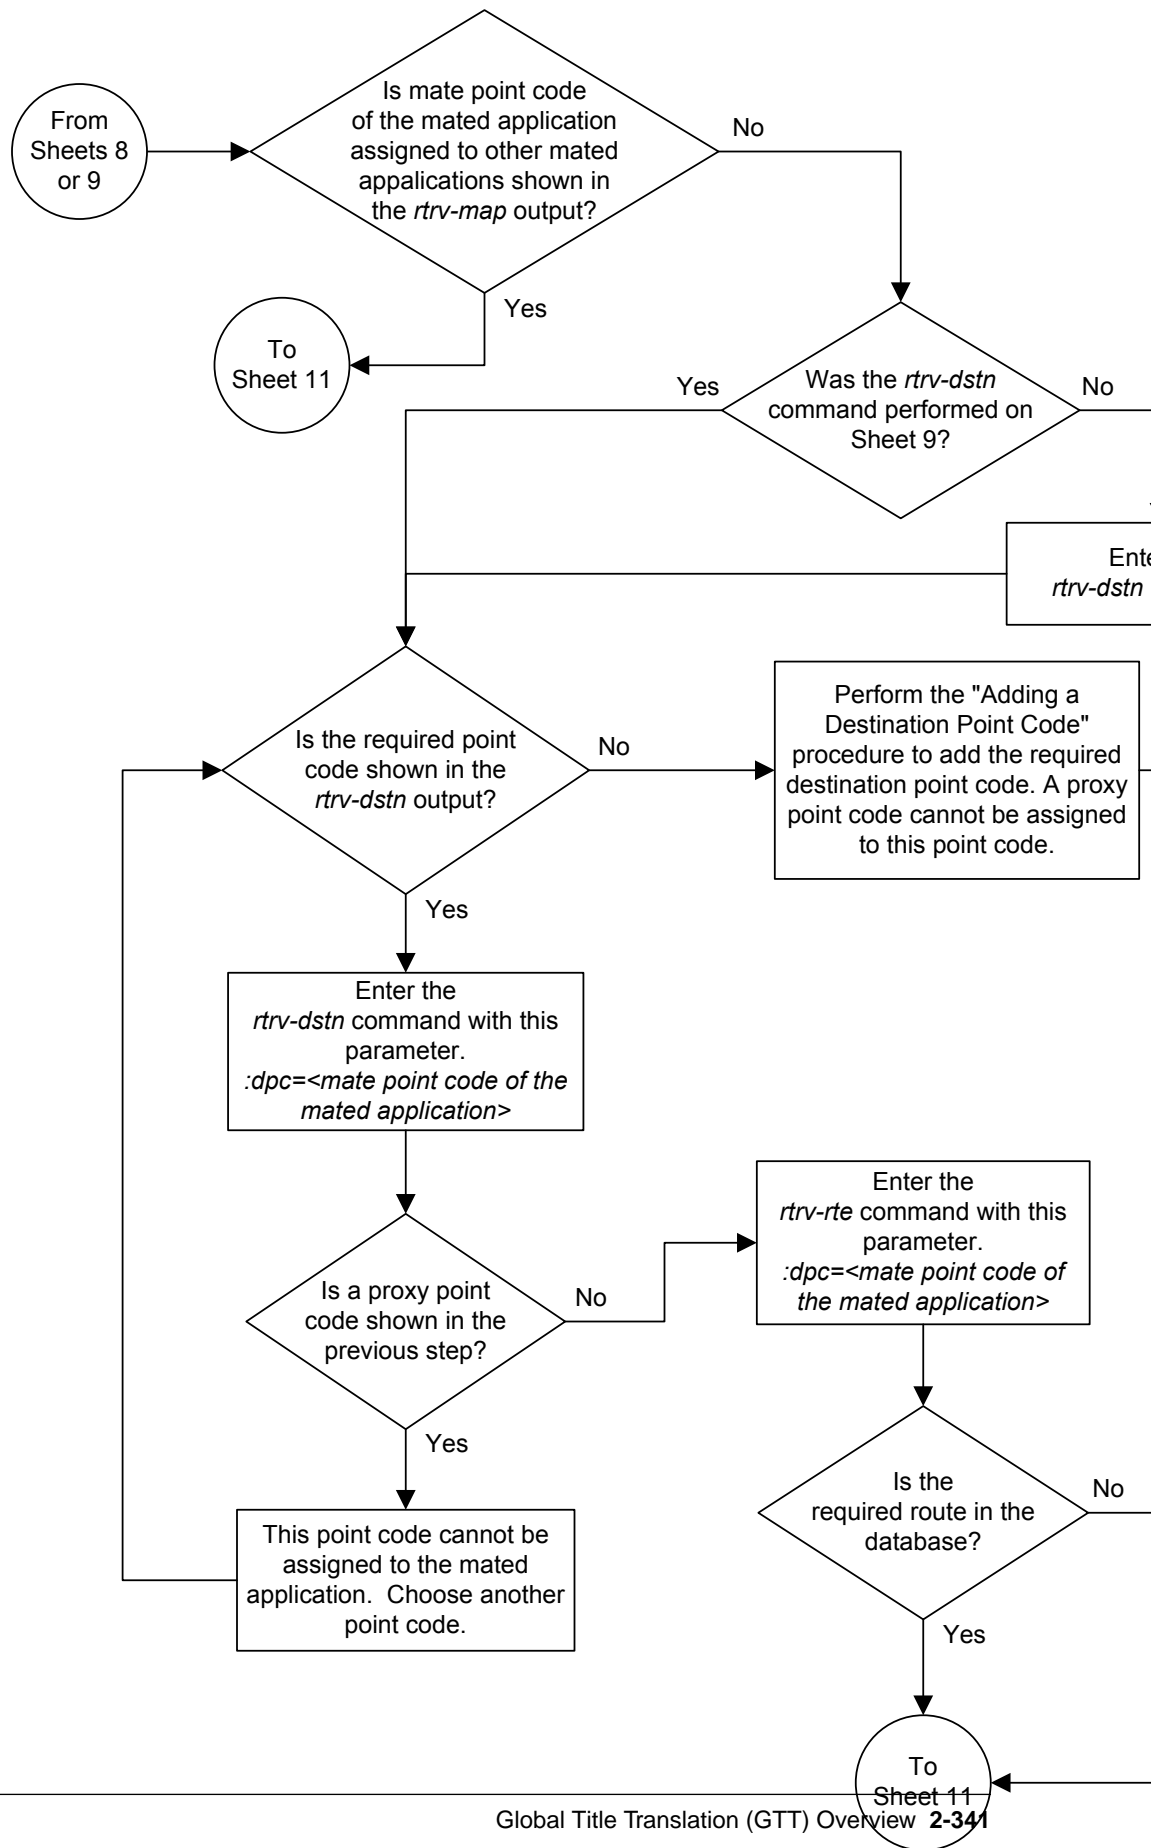 From
Sheets 8
or 9
Is mate point code
of the mated application
assigned to other mated
appalications shown in
the rtrv-map output?
No
Yes
To
Sheet 11
Was the rtrv-dstn
command performed on
Sheet 9?
Yes
No
rtrv-dstn
Is the required point
code shown in the
rtrv-dstn output?
No
Yes
Perform the "Adding a
Destination Point Code"
procedure to add the required
destination point code. A proxy
point code cannot be assigned
to this point code.
Enter the
rtrv-dstn command with this
parameter.
:dpc=<mate point code of the
mated application>
Is a proxy point
code shown in the
previous step?
No
Yes
Enter the
rtrv-rte command with this
parameter.
:dpc=<mate point code of
the mated application>
This point code cannot be
assigned to the mated
application.  Choose another
point code.
Is the
required route in the
database?
No
Yes
To
Sheet 11
Global Title Translation (GTT) Overview 2-341